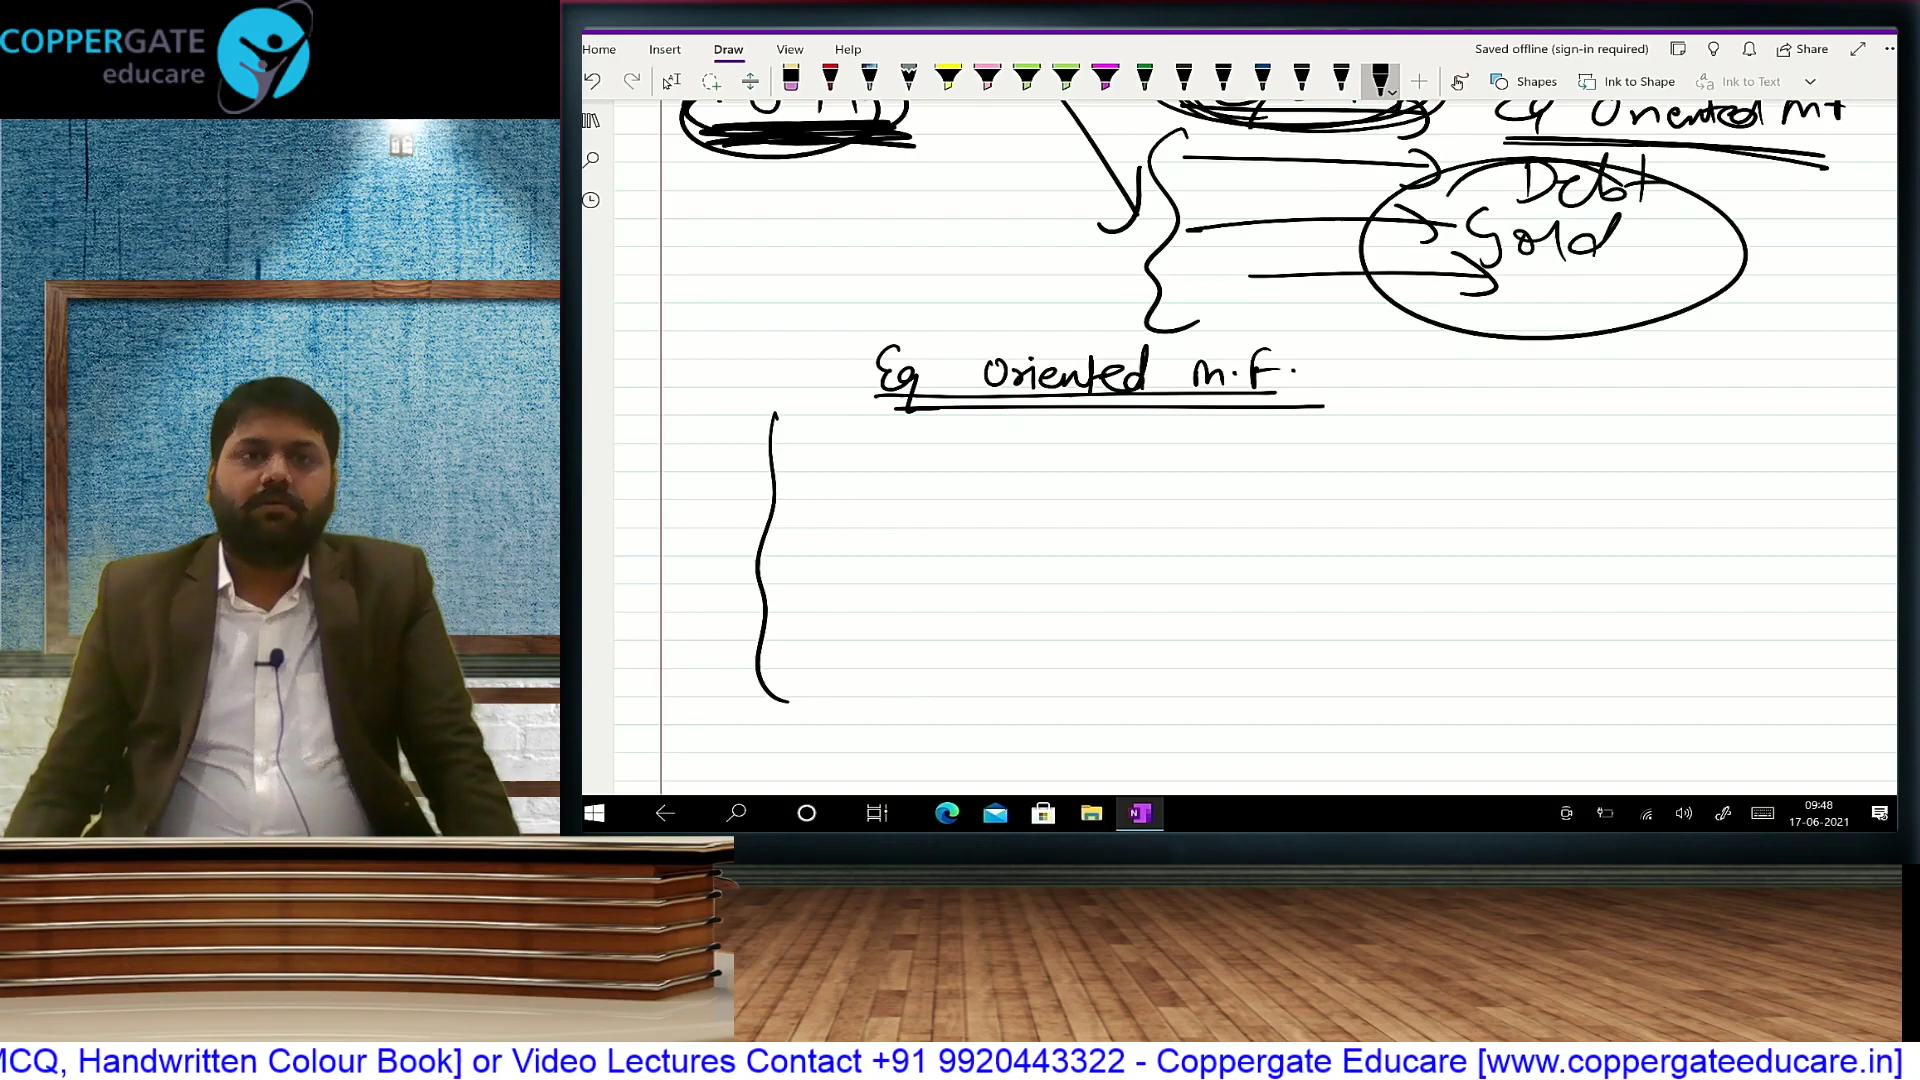 COPPERGATE
educare
Home Insert Draw View Help Saved offline (sign-in required) Share
Shapes Ink to Shape Ink to Text
Eq Oriented MF
Debt
Gold
Eq Oriented M.F.
09:48
17-06-2021
MCQ, Handwritten Colour Book] or Video Lectures Contact +91 9920443322 - Coppergate Educare [www.coppergateeducare.in]